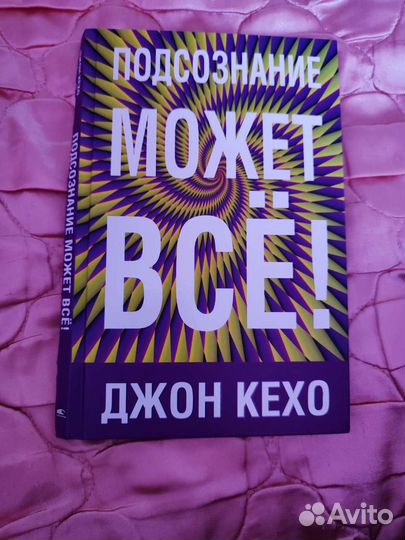 ПОДСОЗНАНИЕ
МОЖЕТ
ВСЁ!
ДЖОН КЕХО
ПОДСОЗНАНИЕ МОЖЕТ ВСЁ!
Avito